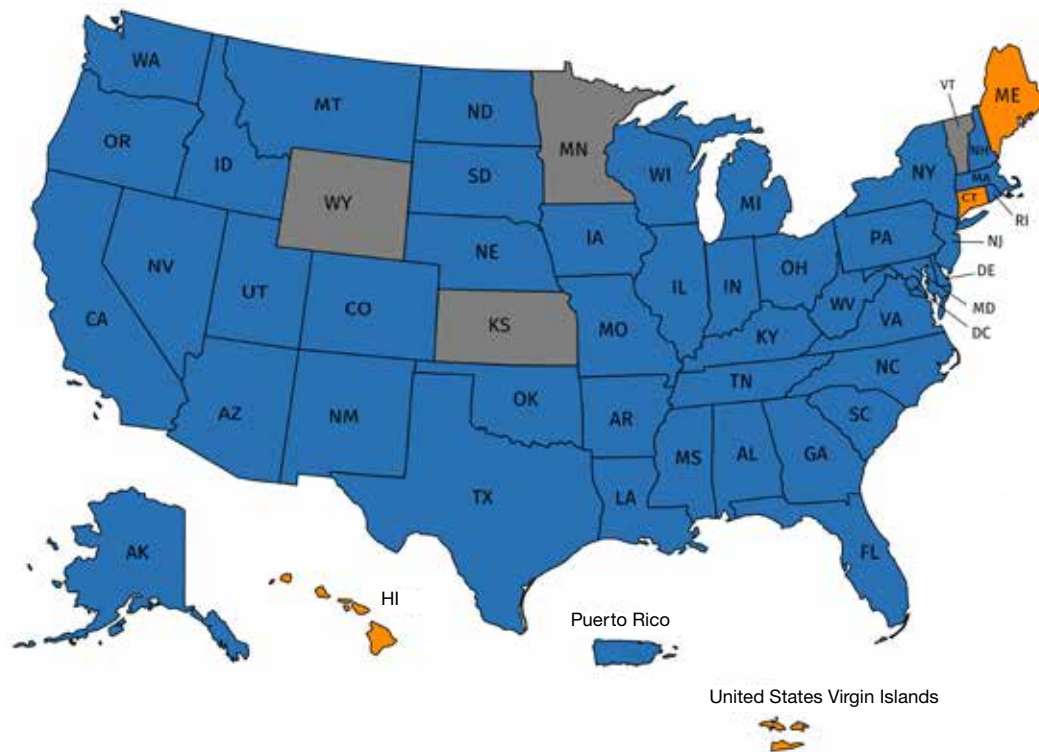 WA
MT
ND
MN
VT
ME
OR
ID
SD
WI
NH
NY
MA
WY
MI
CT
RI
IA
PA
NJ
NE
NV
OH
DE
UT
IL
IN
CO
WV
MD
CA
VA
KS
MO
DC
KY
NC
TN
AZ
OK
NM
AR
SC
MS
AL
GA
TX
LA
AK
FL
HI
Puerto Rico
United States Virgin Islands